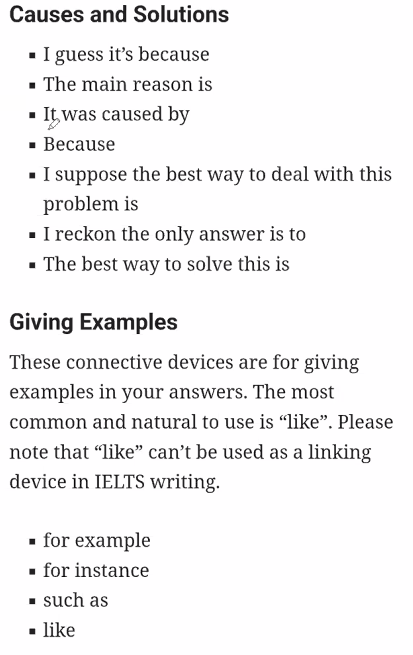 Causes and Solutions
I guess it’s because
The main reason is
It was caused by
Because
I suppose the best way to deal with this
problem is
I reckon the only answer is to
The best way to solve this is
Giving Examples
These connective devices are for giving
examples in your answers. The most
common and natural to use is “like”. Please
note that “like” can’t be used as a linking
device in IELTS writing.
for example
for instance
such as
like